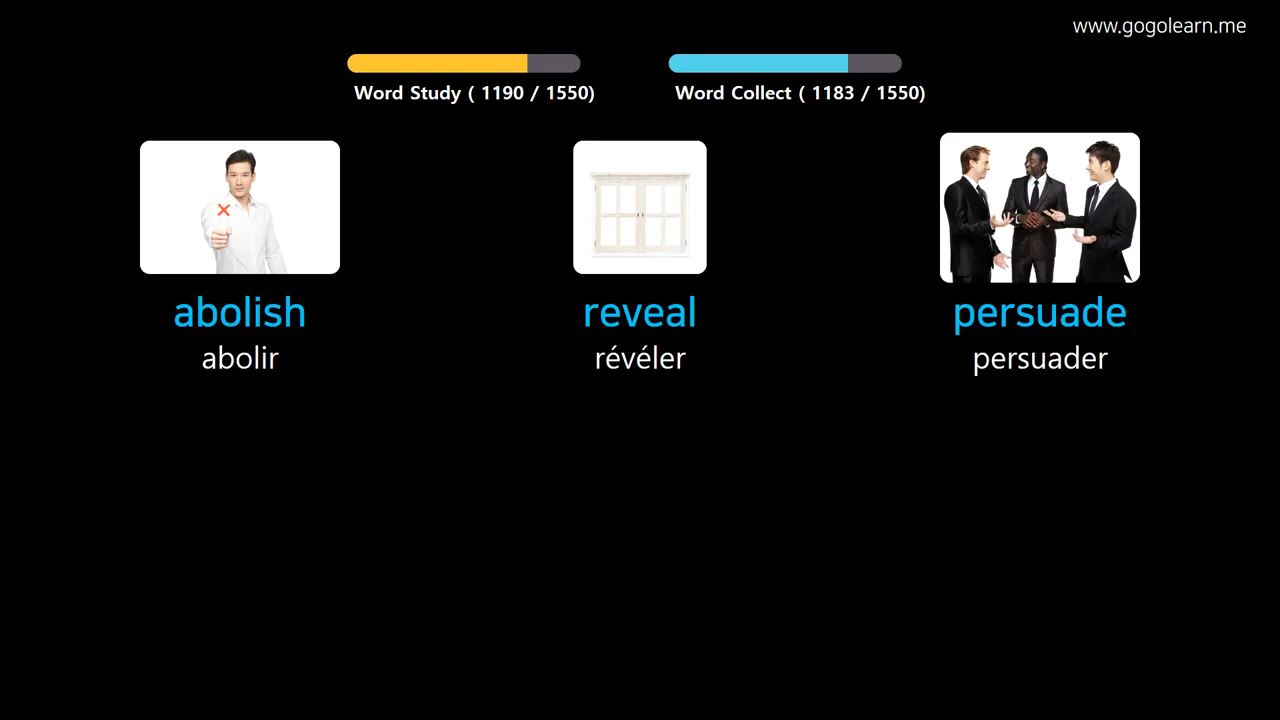 www.gogolearn.me
Word Study ( 1190 / 1550)
Word Collect ( 1183 / 1550)
abolish
abolir
reveal
révéler
persuade
persuader